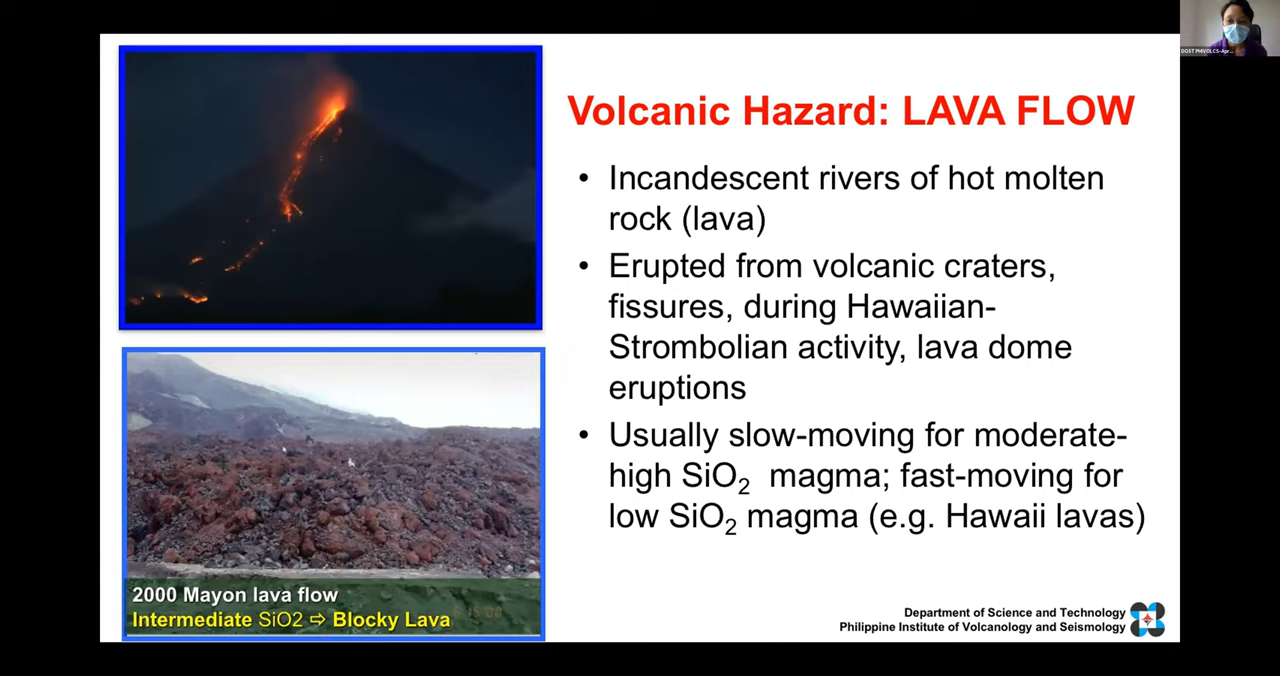 DOST PHIVOLCS-Apr...
Volcanic Hazard: LAVA FLOW
• Incandescent rivers of hot molten
rock (lava)
• Erupted from volcanic craters,
fissures, during Hawaiian-
Strombolian activity, lava dome
eruptions
• Usually slow-moving for moderate-
high SiO₂ magma; fast-moving for
low SiO₂ magma (e.g. Hawaii lavas)
2000 Mayon lava flow
Intermediate SiO2 ⇨ Blocky Lava
Department of Science and Technology
Philippine Institute of Volcanology and Seismology